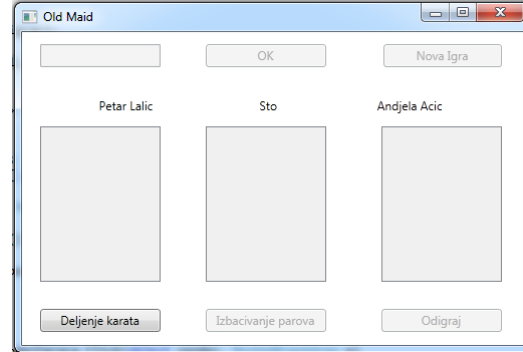 Old Maid
OK Nova Igra
Petar Lalic Sto Andjela Acic
Deljenje karata Izbacivanje parova Odigraj